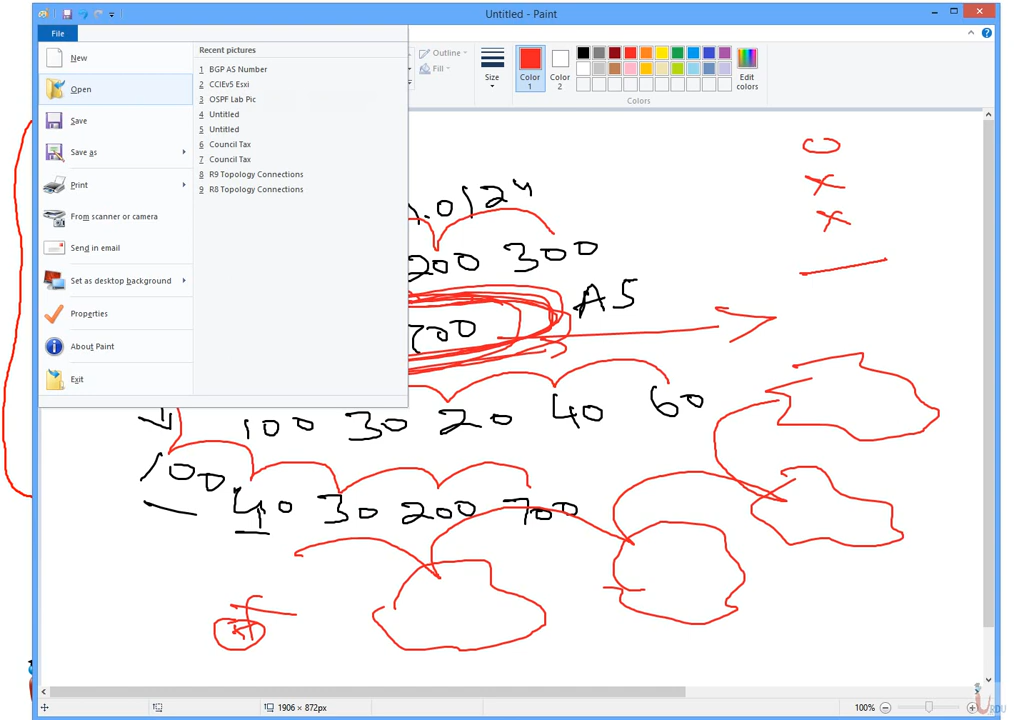 Untitled - Paint
File
Recent pictures
New
Open
Save
Save as
Print
From scanner or camera
Send in email
Set as desktop background
Properties
About Paint
Exit
1 BGP AS Number
2 CCIEv5 Esxi
3 OSPF Lab Pic
4 Untitled
5 Untitled
6 Council Tax
7 Council Tax
8 R9 Topology Connections
9 R8 Topology Connections
Outline
Fill
Size
Color 1
Color 2
Edit colors
Colors
.0/24
200 300
AS
700
100 30 20 40 60
100 40 30 200 700
1906 × 872px
100%